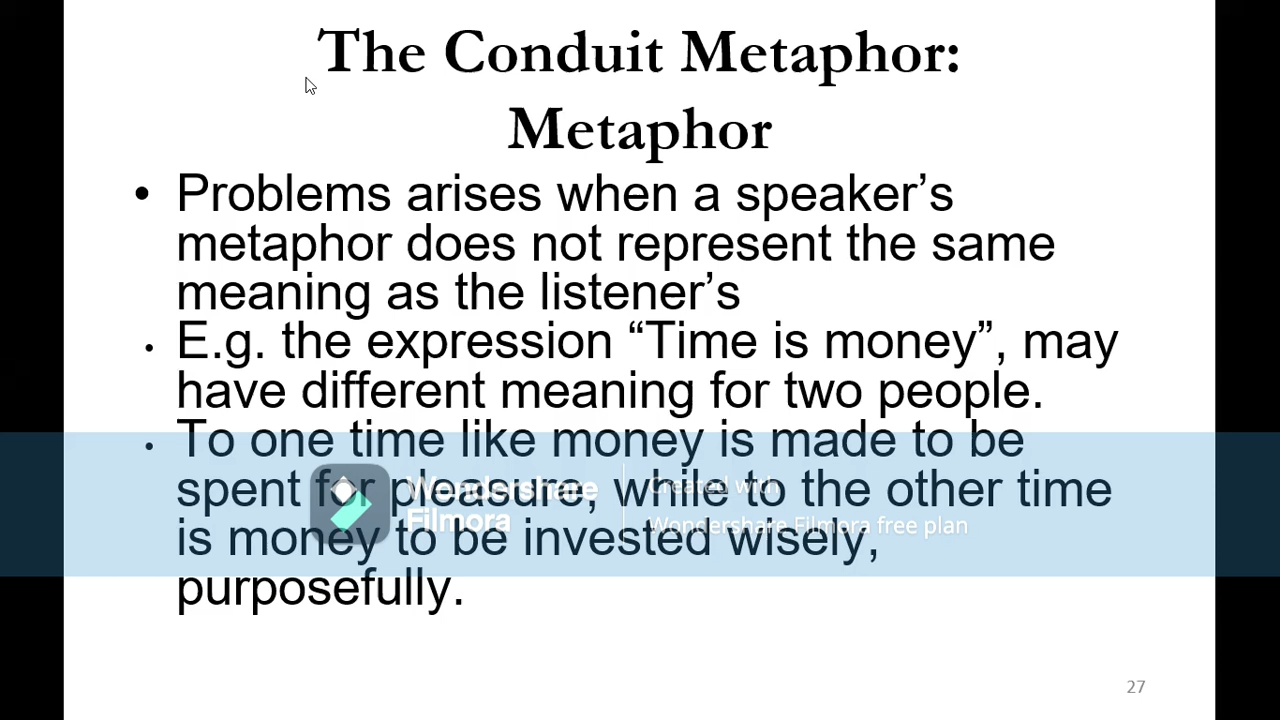 The Conduit Metaphor:
Metaphor
• Problems arises when a speaker’s
metaphor does not represent the same
meaning as the listener’s
• E.g. the expression “Time is money”, may
have different meaning for two people.
• To one time like money is made to be
spent for pleasure, while to the other time
is money to be invested wisely,
purposefully.
Wondershare
Filmora
Created with
Wondershare Filmora free plan
27